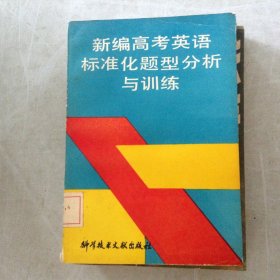 新编高考英语
标准化题型分析
与训练
科学技术文献出版社